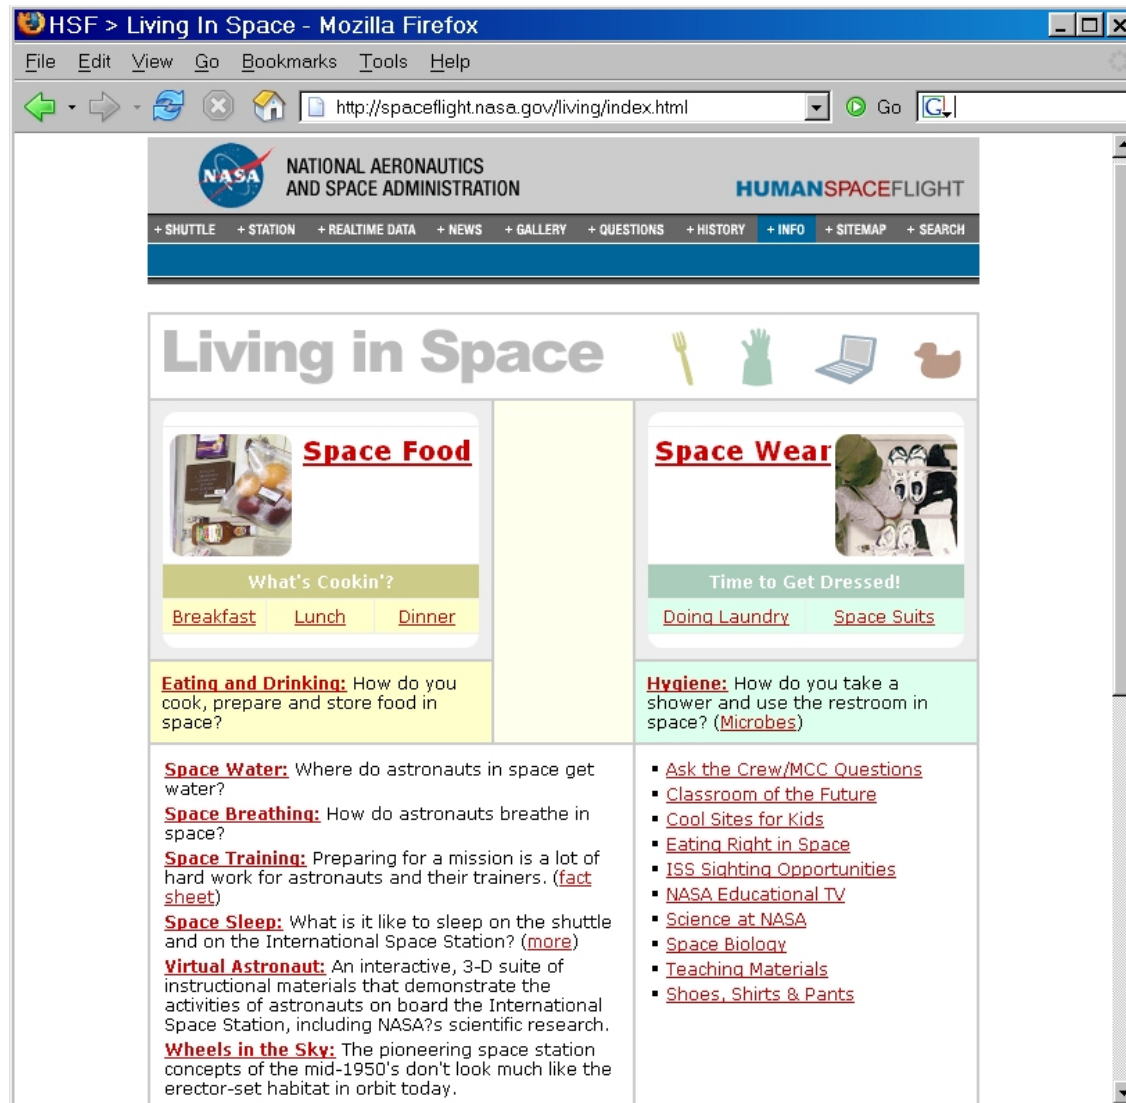 HSF > Living In Space - Mozilla Firefox
File Edit View Go Bookmarks Tools Help
http://spaceflight.nasa.gov/living/index.html Go G
NASA
NATIONAL AERONAUTICS
AND SPACE ADMINISTRATION
HUMANSPACEFLIGHT
+ SHUTTLE + STATION + REALTIME DATA + NEWS + GALLERY + QUESTIONS + HISTORY + INFO + SITEMAP + SEARCH
Living in Space
Space Food
What's Cookin'?
Breakfast Lunch Dinner
Eating and Drinking: How do you
cook, prepare and store food in
space?
Space Wear
Time to Get Dressed!
Doing Laundry Space Suits
Hygiene: How do you take a
shower and use the restroom in
space? (Microbes)
Space Water: Where do astronauts in space get
water?
Space Breathing: How do astronauts breathe in
space?
Space Training: Preparing for a mission is a lot of
hard work for astronauts and their trainers. (fact
sheet)
Space Sleep: What is it like to sleep on the shuttle
and on the International Space Station? (more)
Virtual Astronaut: An interactive, 3-D suite of
instructional materials that demonstrate the
activities of astronauts on board the International
Space Station, including NASA?s scientific research.
Wheels in the Sky: The pioneering space station
concepts of the mid-1950's don't look much like the
erector-set habitat in orbit today.
Ask the Crew/MCC Questions
Classroom of the Future
Cool Sites for Kids
Eating Right in Space
ISS Sighting Opportunities
NASA Educational TV
Science at NASA
Space Biology
Teaching Materials
Shoes, Shirts & Pants